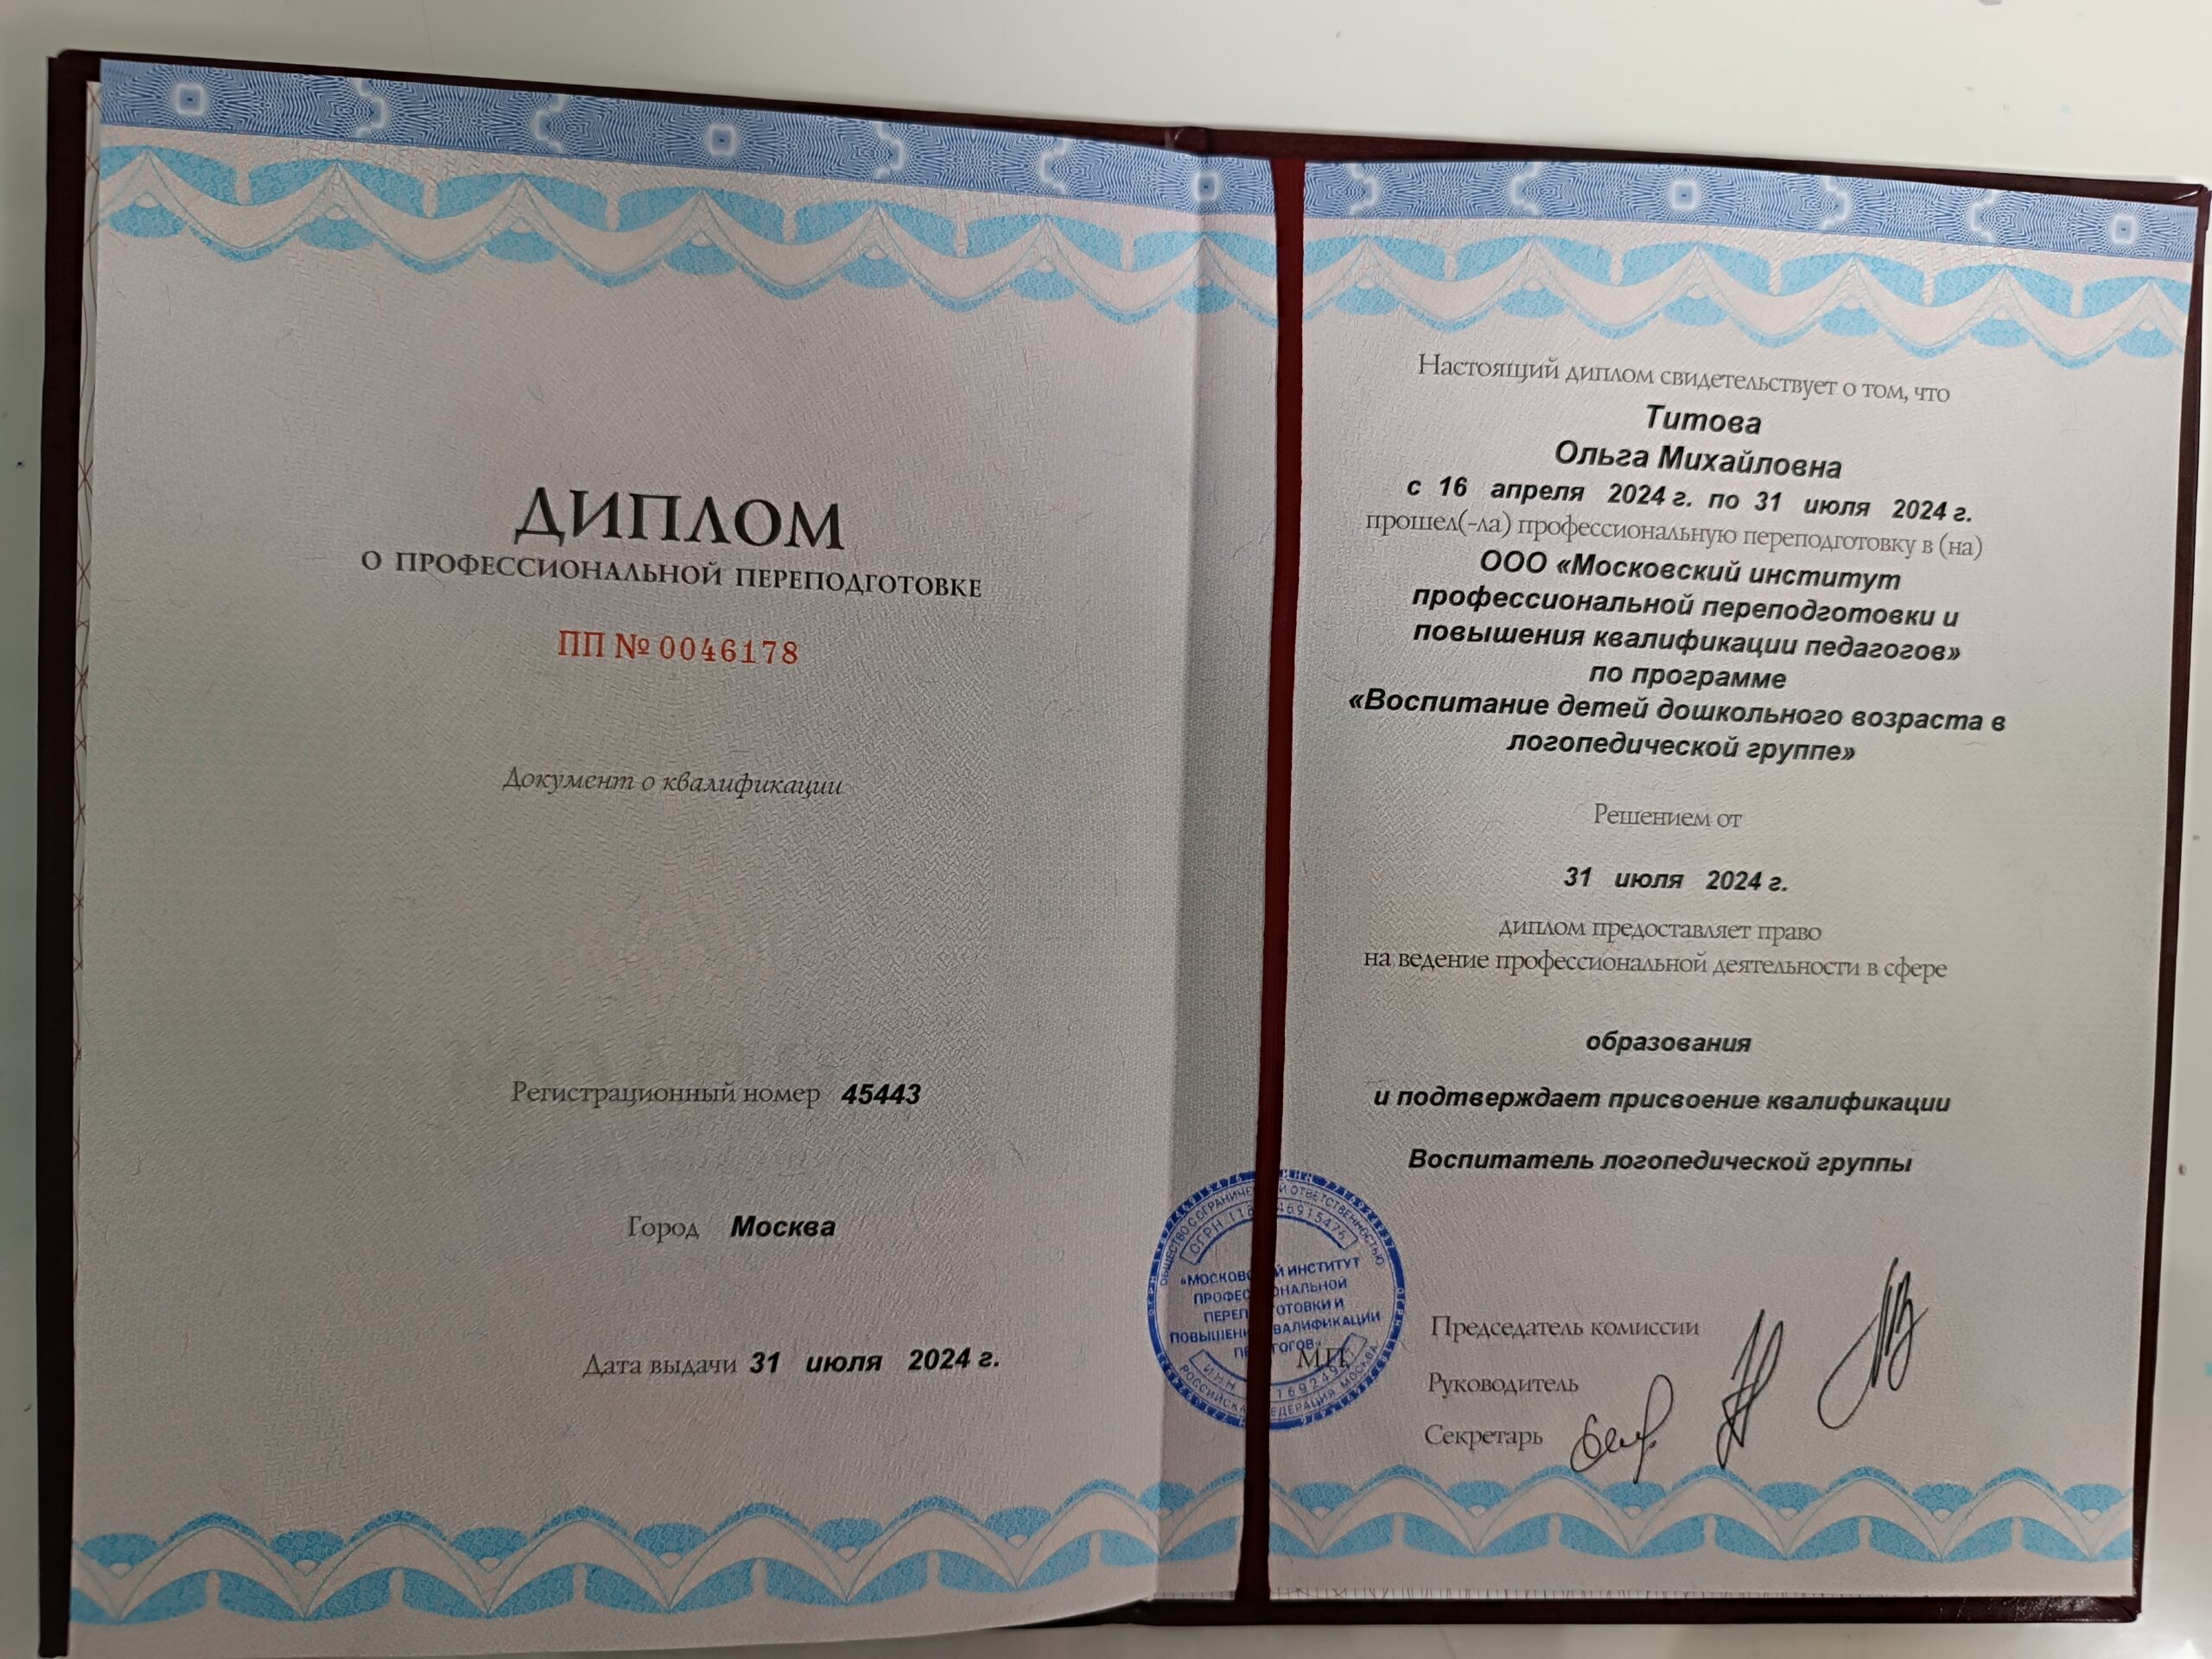 ДИПЛОМ
О ПРОФЕССИОНАЛЬНОЙ ПЕРЕПОДГОТОВКЕ
ПП № 0046178
Документ о квалификации
Регистрационный номер 45443
Город Москва
Дата выдачи 31 июля 2024 г.
Настоящий диплом свидетельствует о том, что
Титова
Ольга Михайловна
с 16 апреля 2024 г. по 31 июля 2024 г.
прошел(-ла) профессиональную переподготовку в (на)
ООО «Московский институт
профессиональной переподготовки и
повышения квалификации педагогов»
по программе
«Воспитание детей дошкольного возраста в
логопедической группе»
Решением от
31 июля 2024 г.
диплом предоставляет право
на ведение профессиональной деятельности в сфере
образования
и подтверждает присвоение квалификации
Воспитатель логопедической группы
Председатель комиссии
Руководитель
Секретарь
М.П.
ИНСТИТУТ